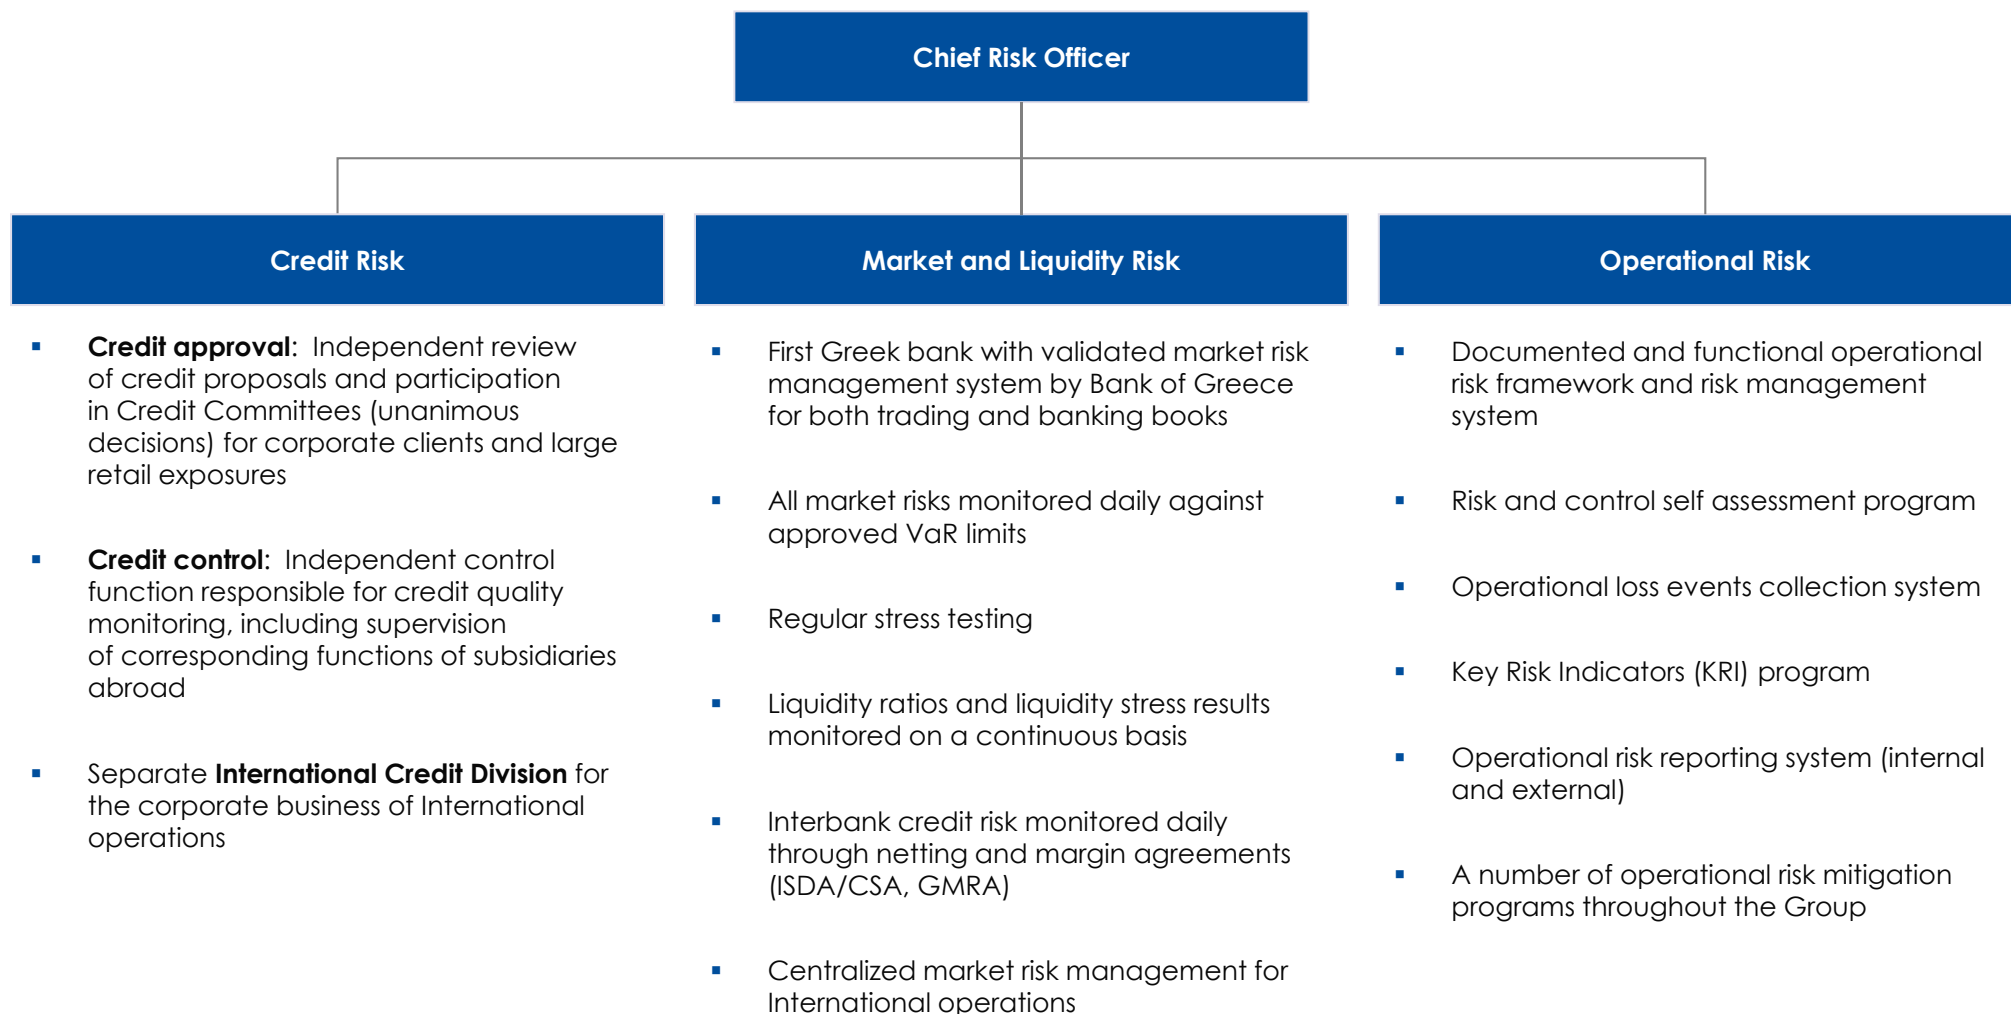 Chief Risk Officer
Credit Risk
Credit approval:  Independent review
of credit proposals and participation
in Credit Committees (unanimous
decisions) for corporate clients and large
retail exposures
Credit control:  Independent control
function responsible for credit quality
monitoring, including supervision
of corresponding functions of subsidiaries
abroad
Separate International Credit Division for
the corporate business of International
operations
Market and Liquidity Risk
First Greek bank with validated market risk
management system by Bank of Greece
for both trading and banking books
All market risks monitored daily against
approved VaR limits
Regular stress testing
Liquidity ratios and liquidity stress results
monitored on a continuous basis
Interbank credit risk monitored daily
through netting and margin agreements
(ISDA/CSA, GMRA)
Centralized market risk management for
International operations
Operational Risk
Documented and functional operational
risk framework and risk management
system
Risk and control self assessment program
Operational loss events collection system
Key Risk Indicators (KRI) program
Operational risk reporting system (internal
and external)
A number of operational risk mitigation
programs throughout the Group